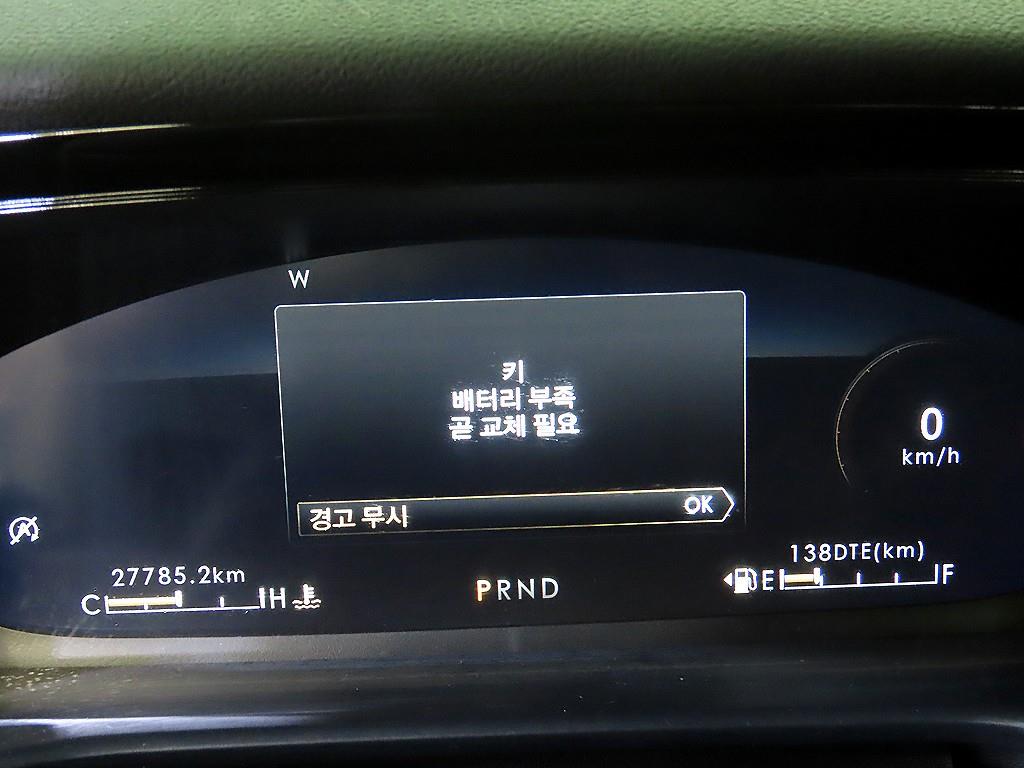 W
키
배터리 부족
곧 교체 필요
경고 무시 OK
0
km/h
27785.2km
C H
PRND
138DTE(km)
E F